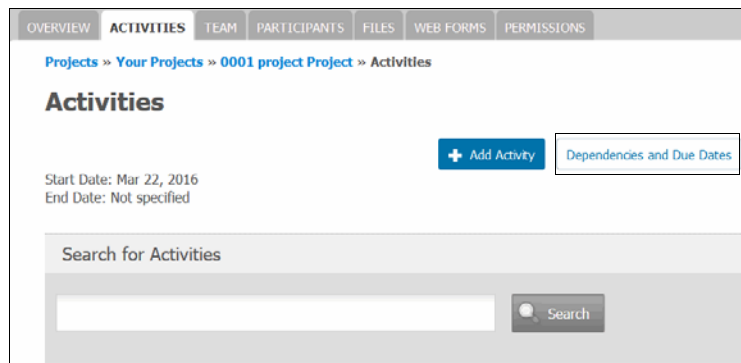 OVERVIEW ACTIVITIES TEAM PARTICIPANTS FILES WEB FORMS PERMISSIONS
Projects » Your Projects » 0001 project Project » Activities
Activities
Add Activity Dependencies and Due Dates
Start Date: Mar 22, 2016
End Date: Not specified
Search for Activities
Search